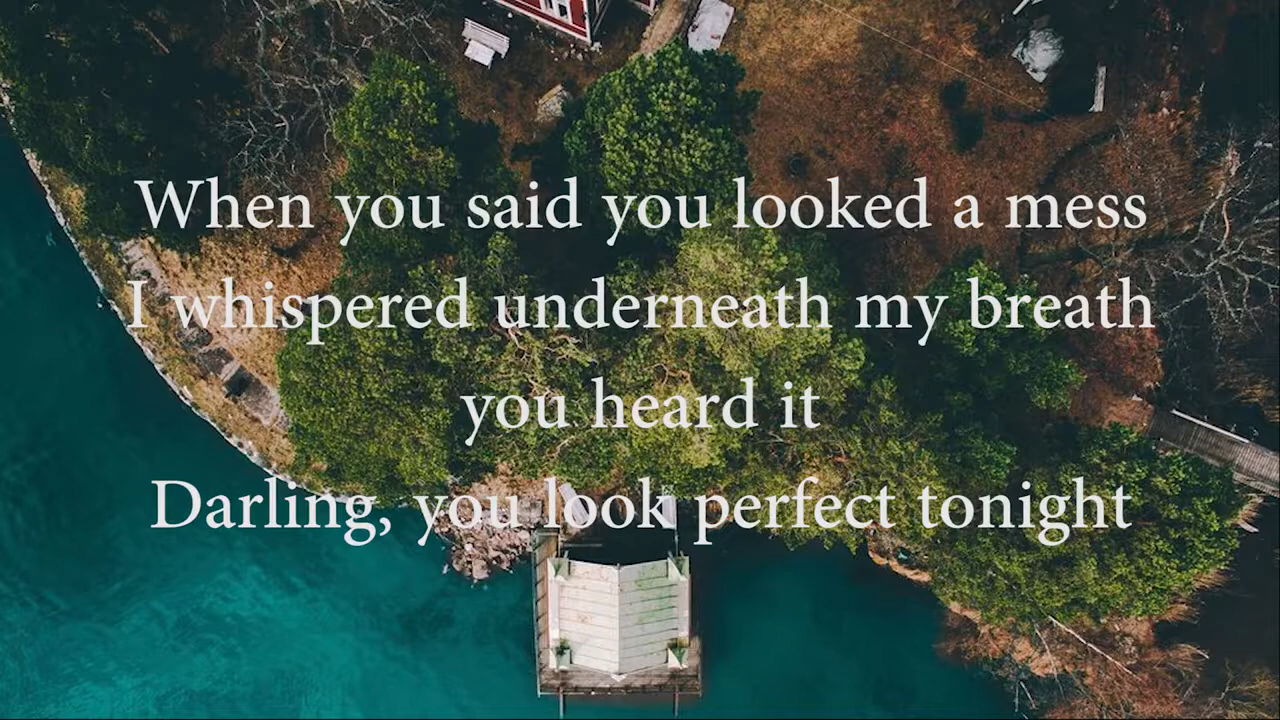 When you said you looked a mess
I whispered underneath my breath
you heard it
Darling, you look perfect tonight